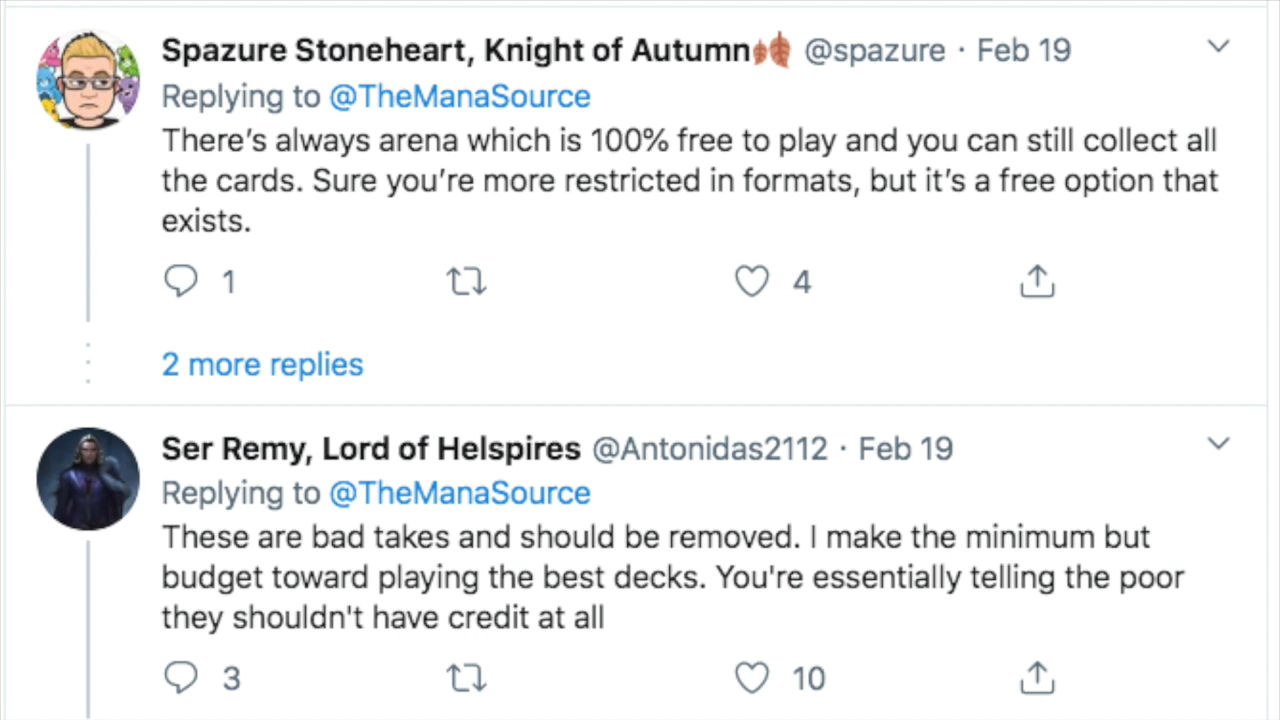 Spazure Stoneheart, Knight of Autumn🍂🍂 @spazure · Feb 19
Replying to @TheManaSource
There’s always arena which is 100% free to play and you can still collect all
the cards. Sure you’re more restricted in formats, but it’s a free option that
exists.
1 4
2 more replies
Ser Remy, Lord of Helspires @Antonidas2112 · Feb 19
Replying to @TheManaSource
These are bad takes and should be removed. I make the minimum but
budget toward playing the best decks. You're essentially telling the poor
they shouldn't have credit at all
3 10